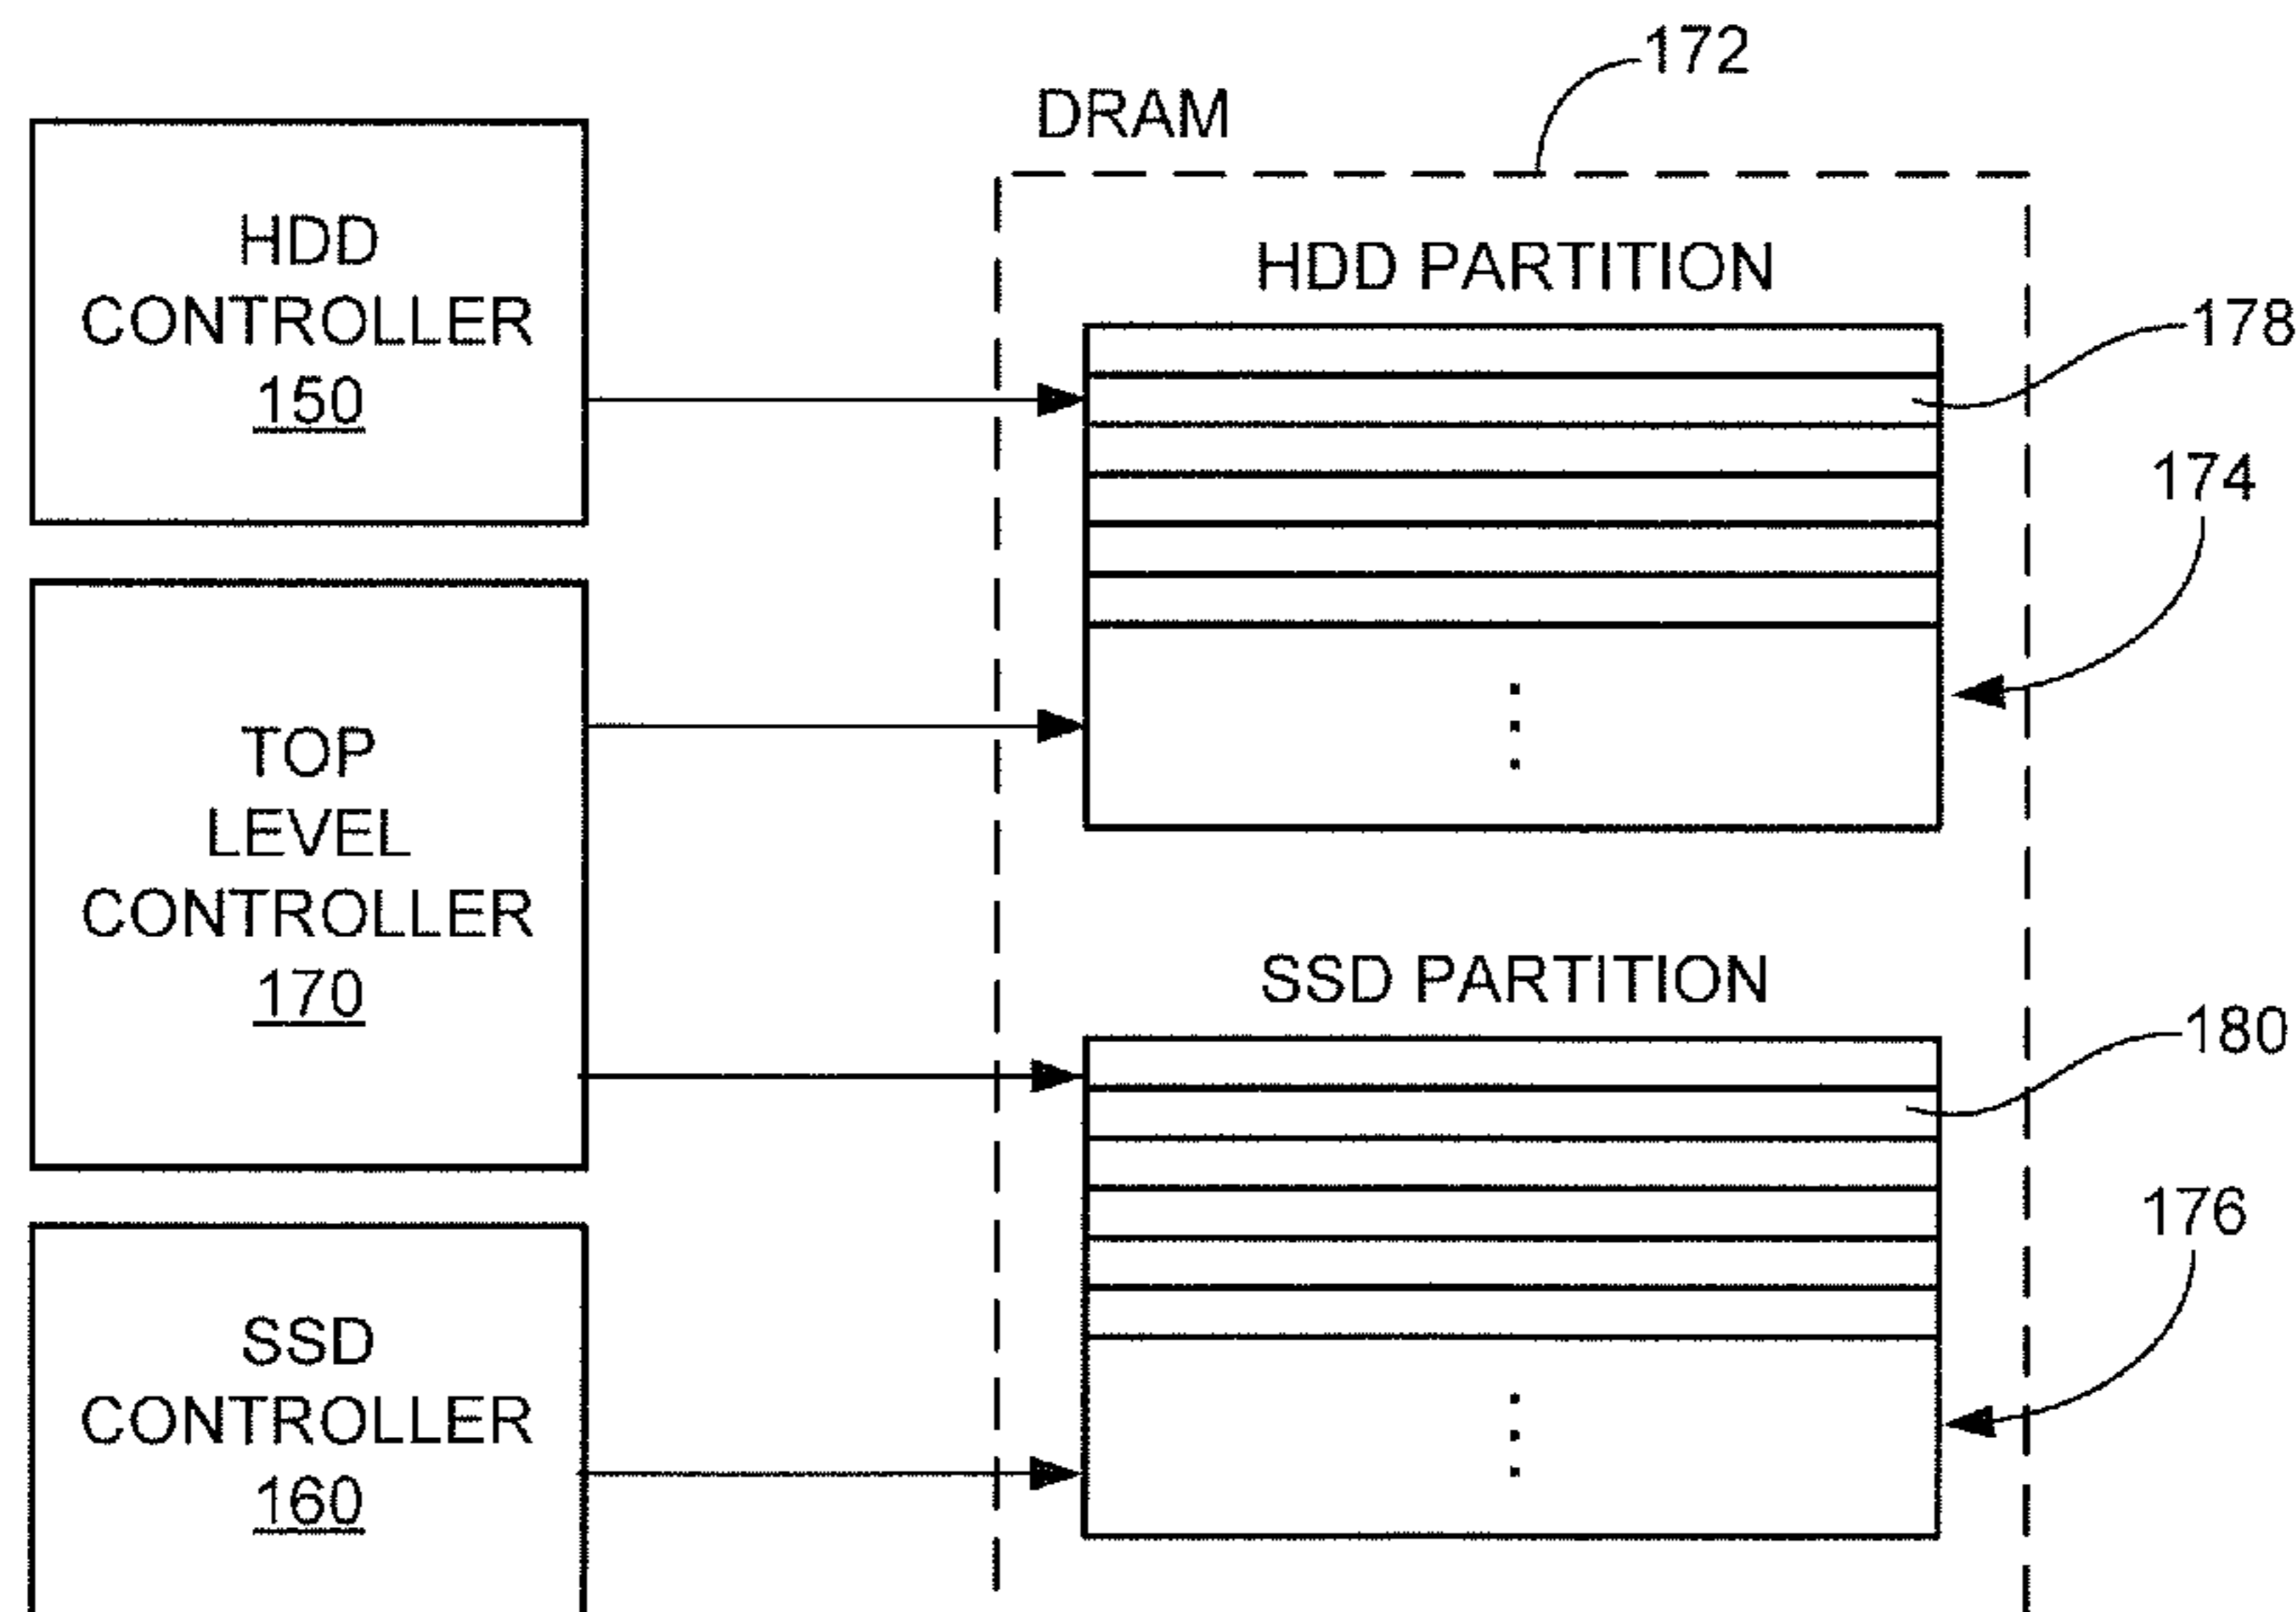 172
DRAM
HDD
CONTROLLER
150
HDD PARTITION
178
174
TOP
LEVEL
CONTROLLER
170
SSD PARTITION
180
176
SSD
CONTROLLER
160